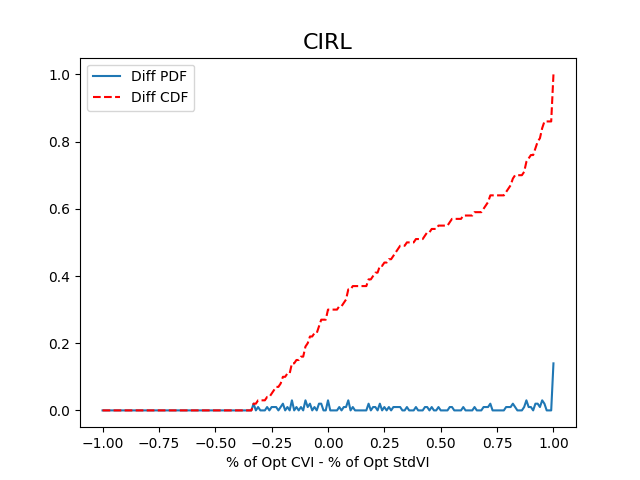 CIRL
Diff PDF
Diff CDF
1.0
0.8
0.6
0.4
0.2
0.0
−1.00 −0.75 −0.50 −0.25 0.00 0.25 0.50 0.75 1.00
% of Opt CVI - % of Opt StdVI